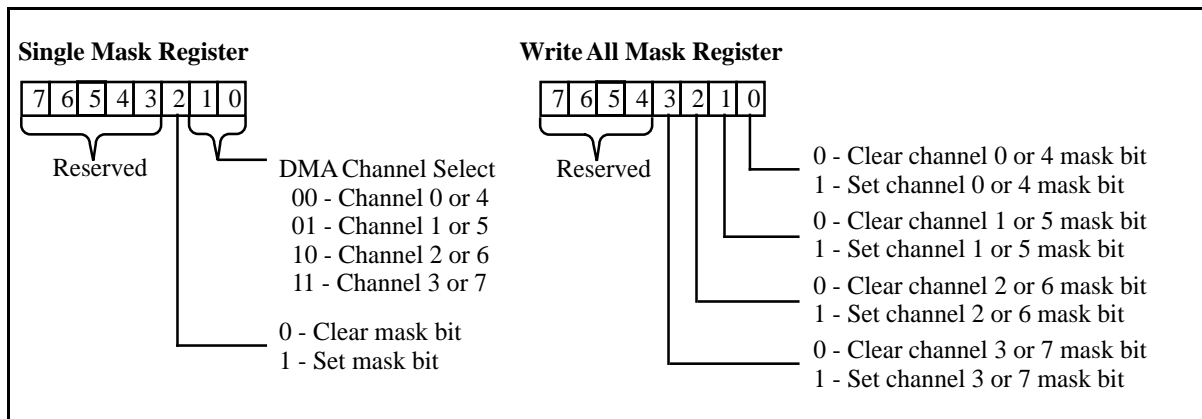 Single Mask Register
7 6 5 4 3 2 1 0
Reserved
DMA Channel Select
00 - Channel 0 or 4
01 - Channel 1 or 5
10 - Channel 2 or 6
11 - Channel 3 or 7
0 - Clear mask bit
1 - Set mask bit
Write All Mask Register
7 6 5 4 3 2 1 0
Reserved
0 - Clear channel 0 or 4 mask bit
1 - Set channel 0 or 4 mask bit
0 - Clear channel 1 or 5 mask bit
1 - Set channel 1 or 5 mask bit
0 - Clear channel 2 or 6 mask bit
1 - Set channel 2 or 6 mask bit
0 - Clear channel 3 or 7 mask bit
1 - Set channel 3 or 7 mask bit